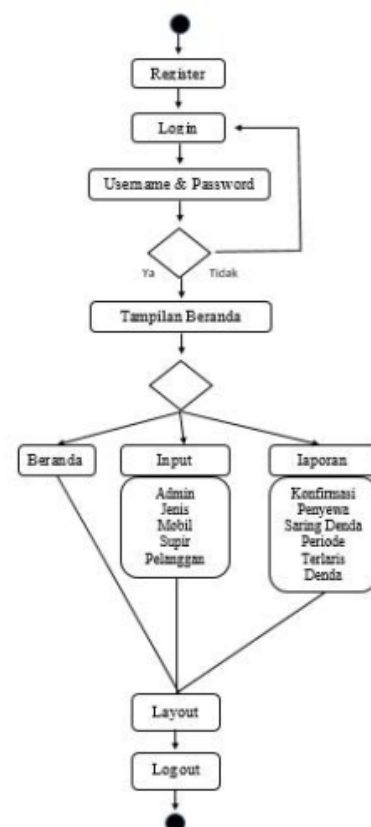 Register
Login
Username & Password
Ya
Tidak
Tampilan Beranda
Beranda
Input
laporan
Admin
Jenis
Mobil
Supir
Pelanggan
Konfirmasi
Penyewa
Saring Denda
Periode
Terlaris
Denda
Layout
Logout